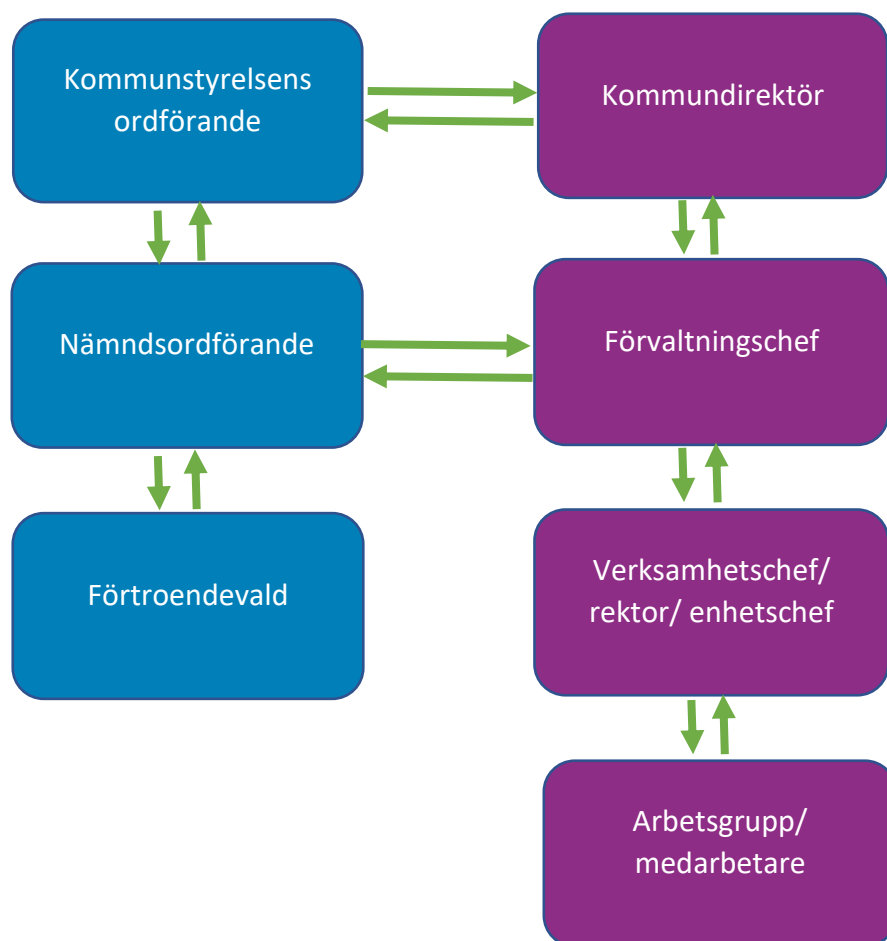 Kommunstyrelsens
ordförande
Kommundirektör
Nämndsordförande
Förvaltningschef
Förtroendevald
Verksamhetschef/
rektor/ enhetschef
Arbetsgrupp/
medarbetare